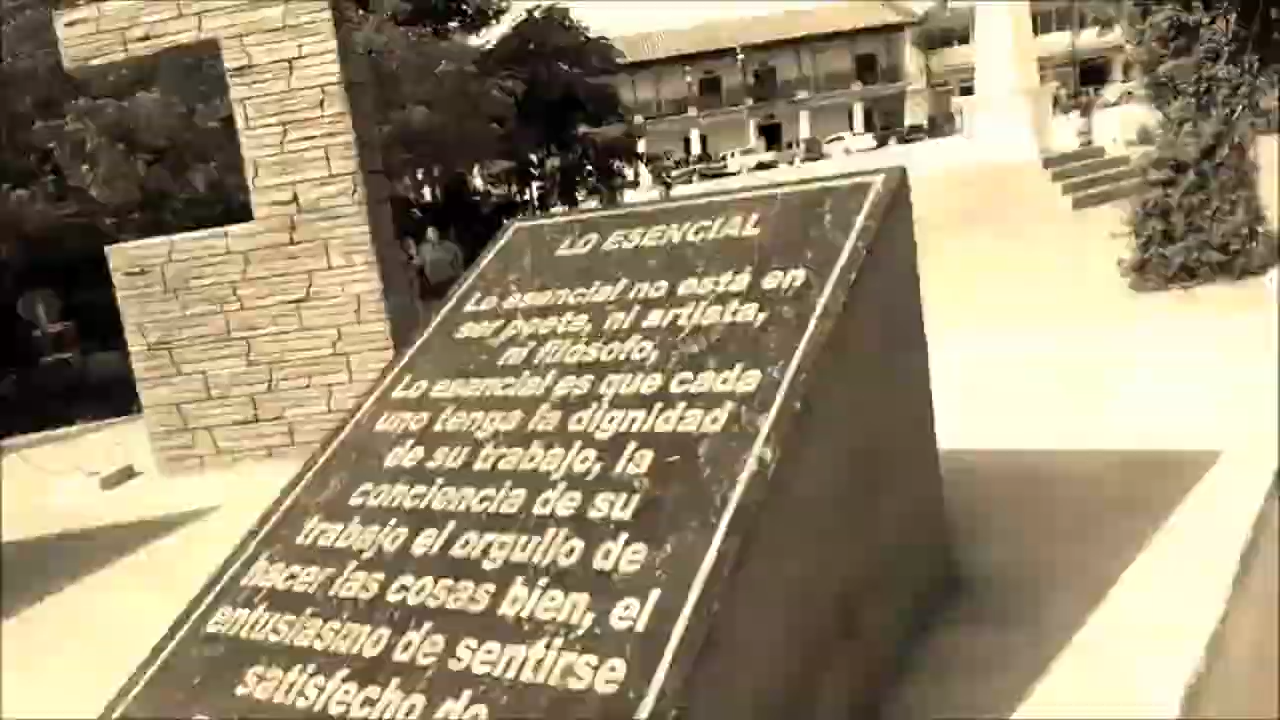 LO ESENCIAL
Lo esencial no está en
ser poeta, ni artista,
ni filósofo,
Lo esencial es que cada
uno tenga la dignidad
de su trabajo, la
conciencia de su
trabajo el orgullo de
hacer las cosas bien, el
entusiasmo de sentirse
satisfecho de